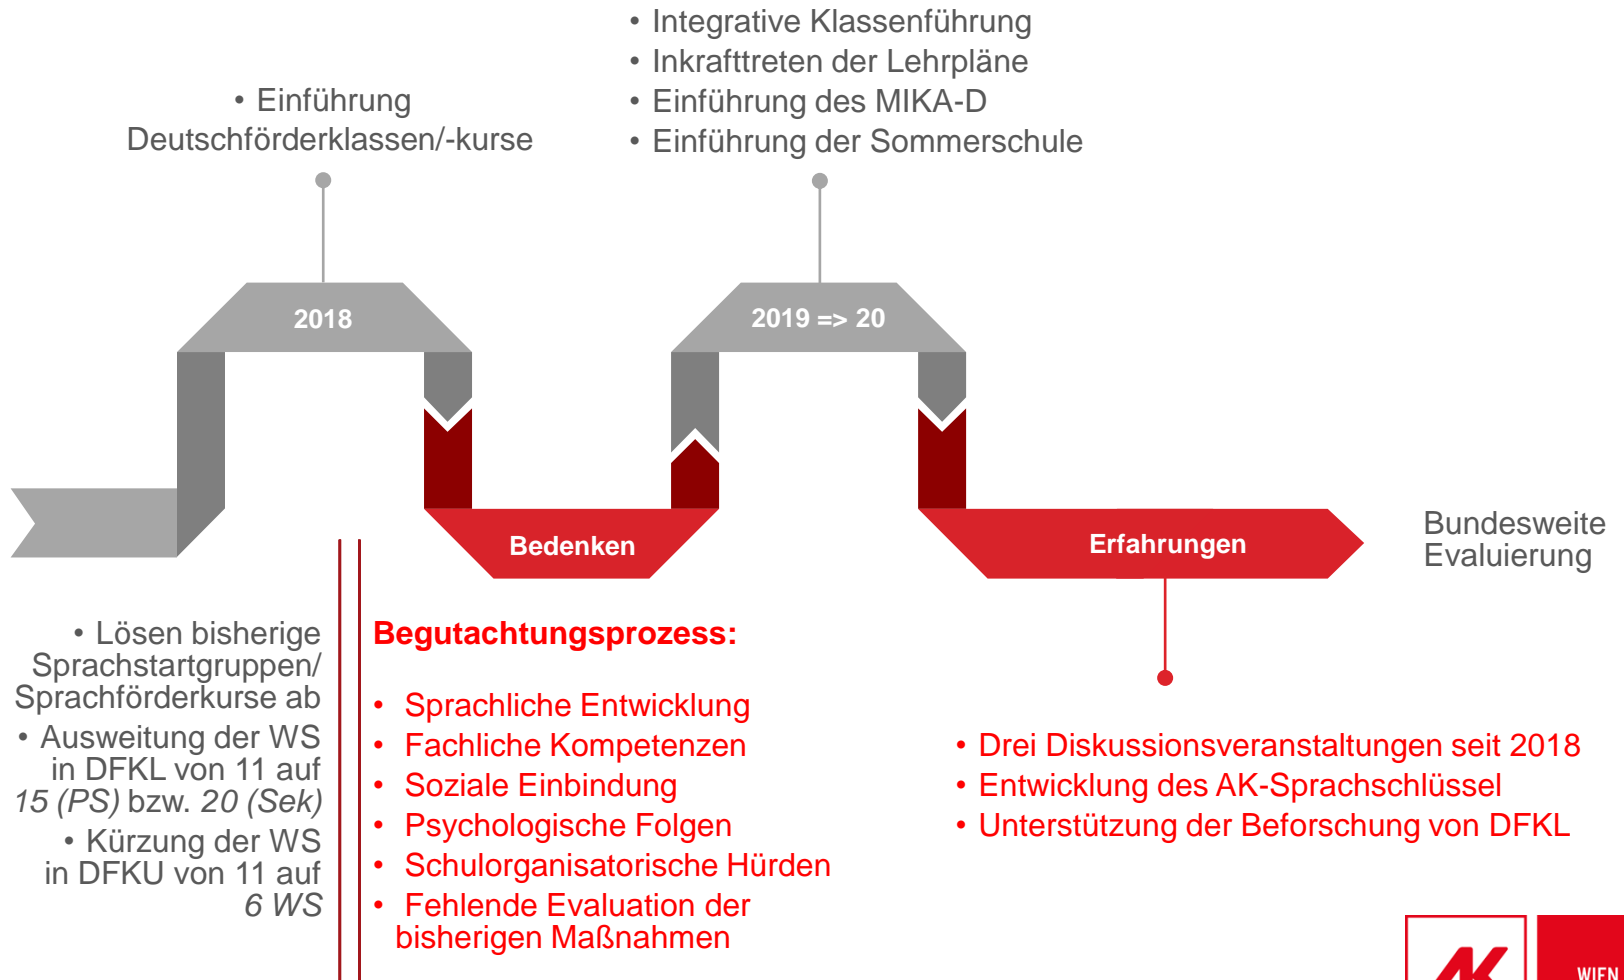 • Integrative Klassenführung
• Inkrafttreten der Lehrpläne
• Einführung des MIKA-D
• Einführung der Sommerschule
• Einführung
Deutschförderklassen/-kurse
2018
2019 => 20
Bedenken
Erfahrungen
Bundesweite
Evaluierung
• Lösen bisherige
Sprachstartgruppen/
Sprachförderkurse ab
• Ausweitung der WS
in DFKL von 11 auf
15 (PS) bzw. 20 (Sek)
• Kürzung der WS
in DFKU von 11 auf
6 WS
Begutachtungsprozess:
• Sprachliche Entwicklung
• Fachliche Kompetenzen
• Soziale Einbindung
• Psychologische Folgen
• Schulorganisatorische Hürden
• Fehlende Evaluation der
bisherigen Maßnahmen
• Drei Diskussionsveranstaltungen seit 2018
• Entwicklung des AK-Sprachschlüssel
• Unterstützung der Beforschung von DFKL
AK
WIEN